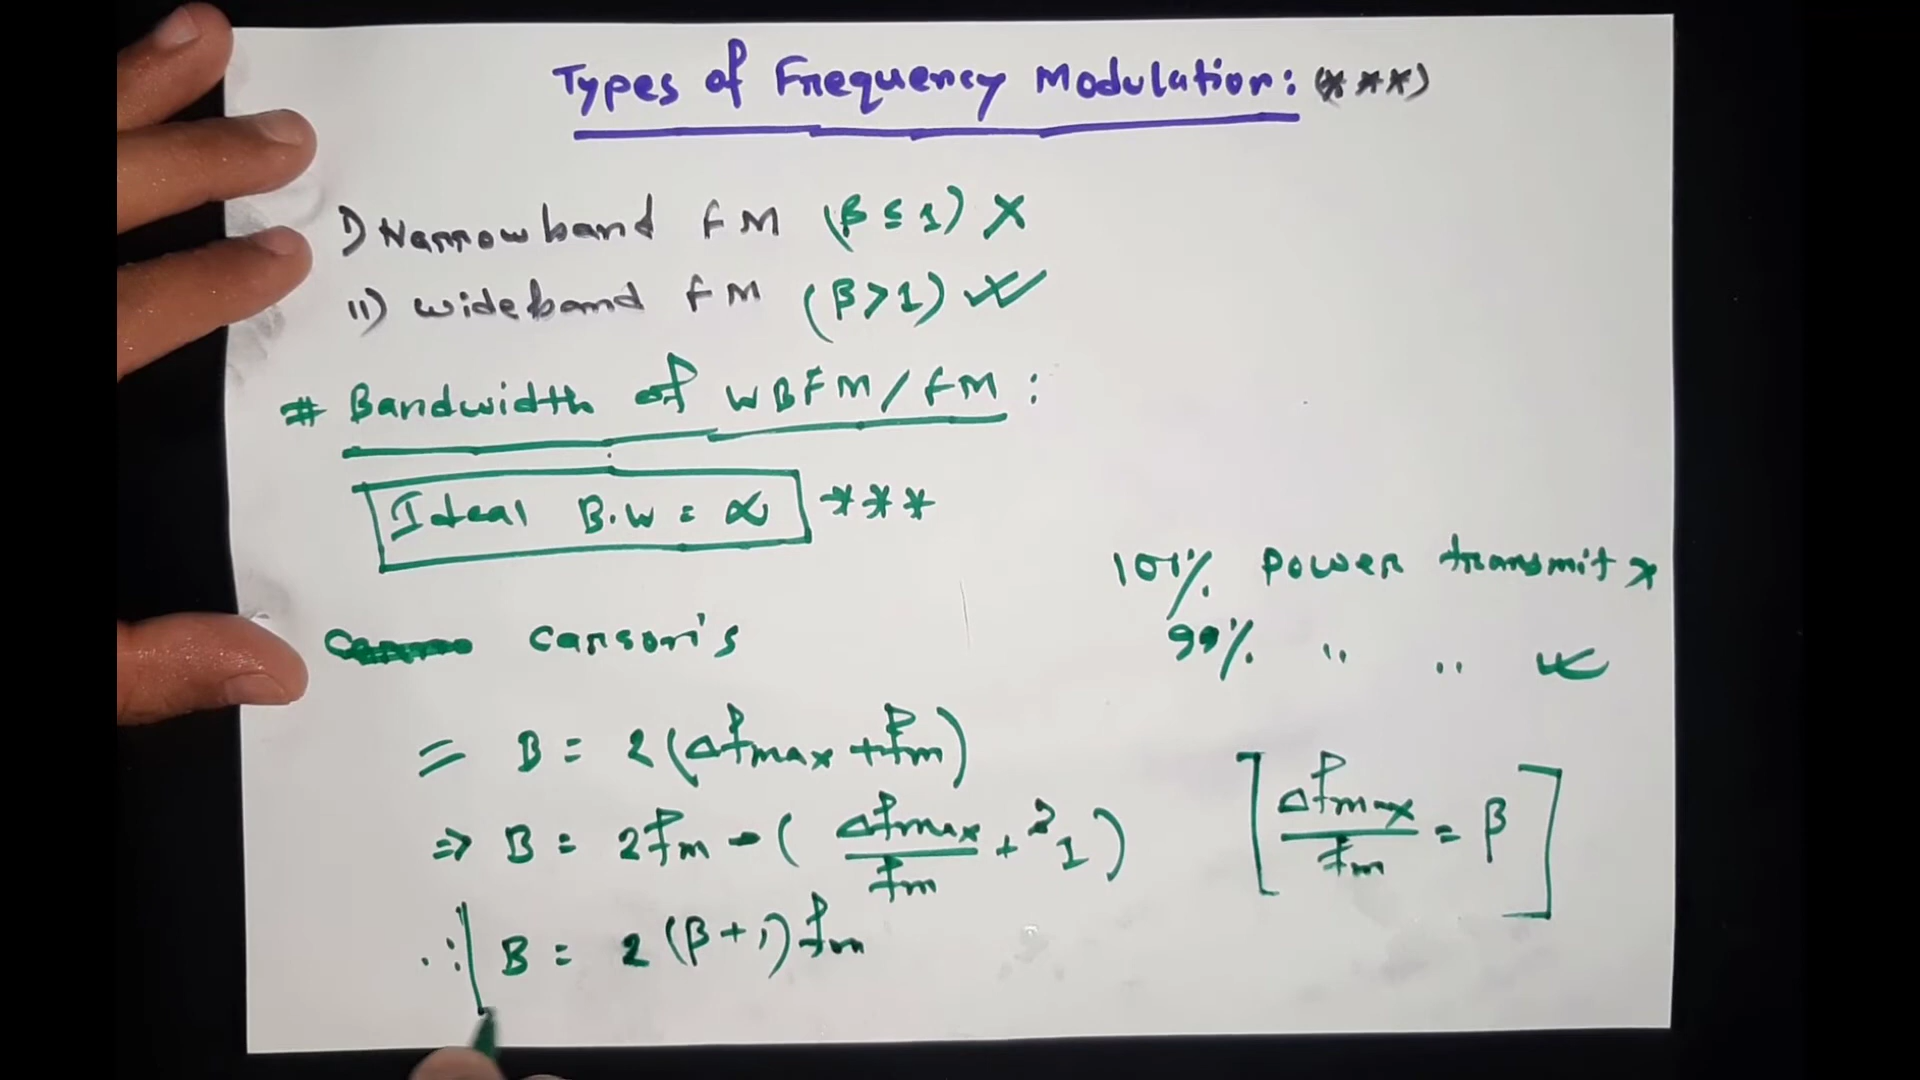 Types of Frequency Modulation: (***)
I) Narrowband FM (β ≤ 1) X
II) wideband FM (β > 1) ✓
# Bandwidth of WBFM / FM :
Ideal B.W = ∝ ***
101% Power transmit x
99% " " ✓
Carson's
= B = 2 (Δfmax + fm)
⇒ B = 2fm - ( Δfmax / fm + 1 )
[ Δfmax / fm = β ]
∴ B = 2 (β + 1) fm